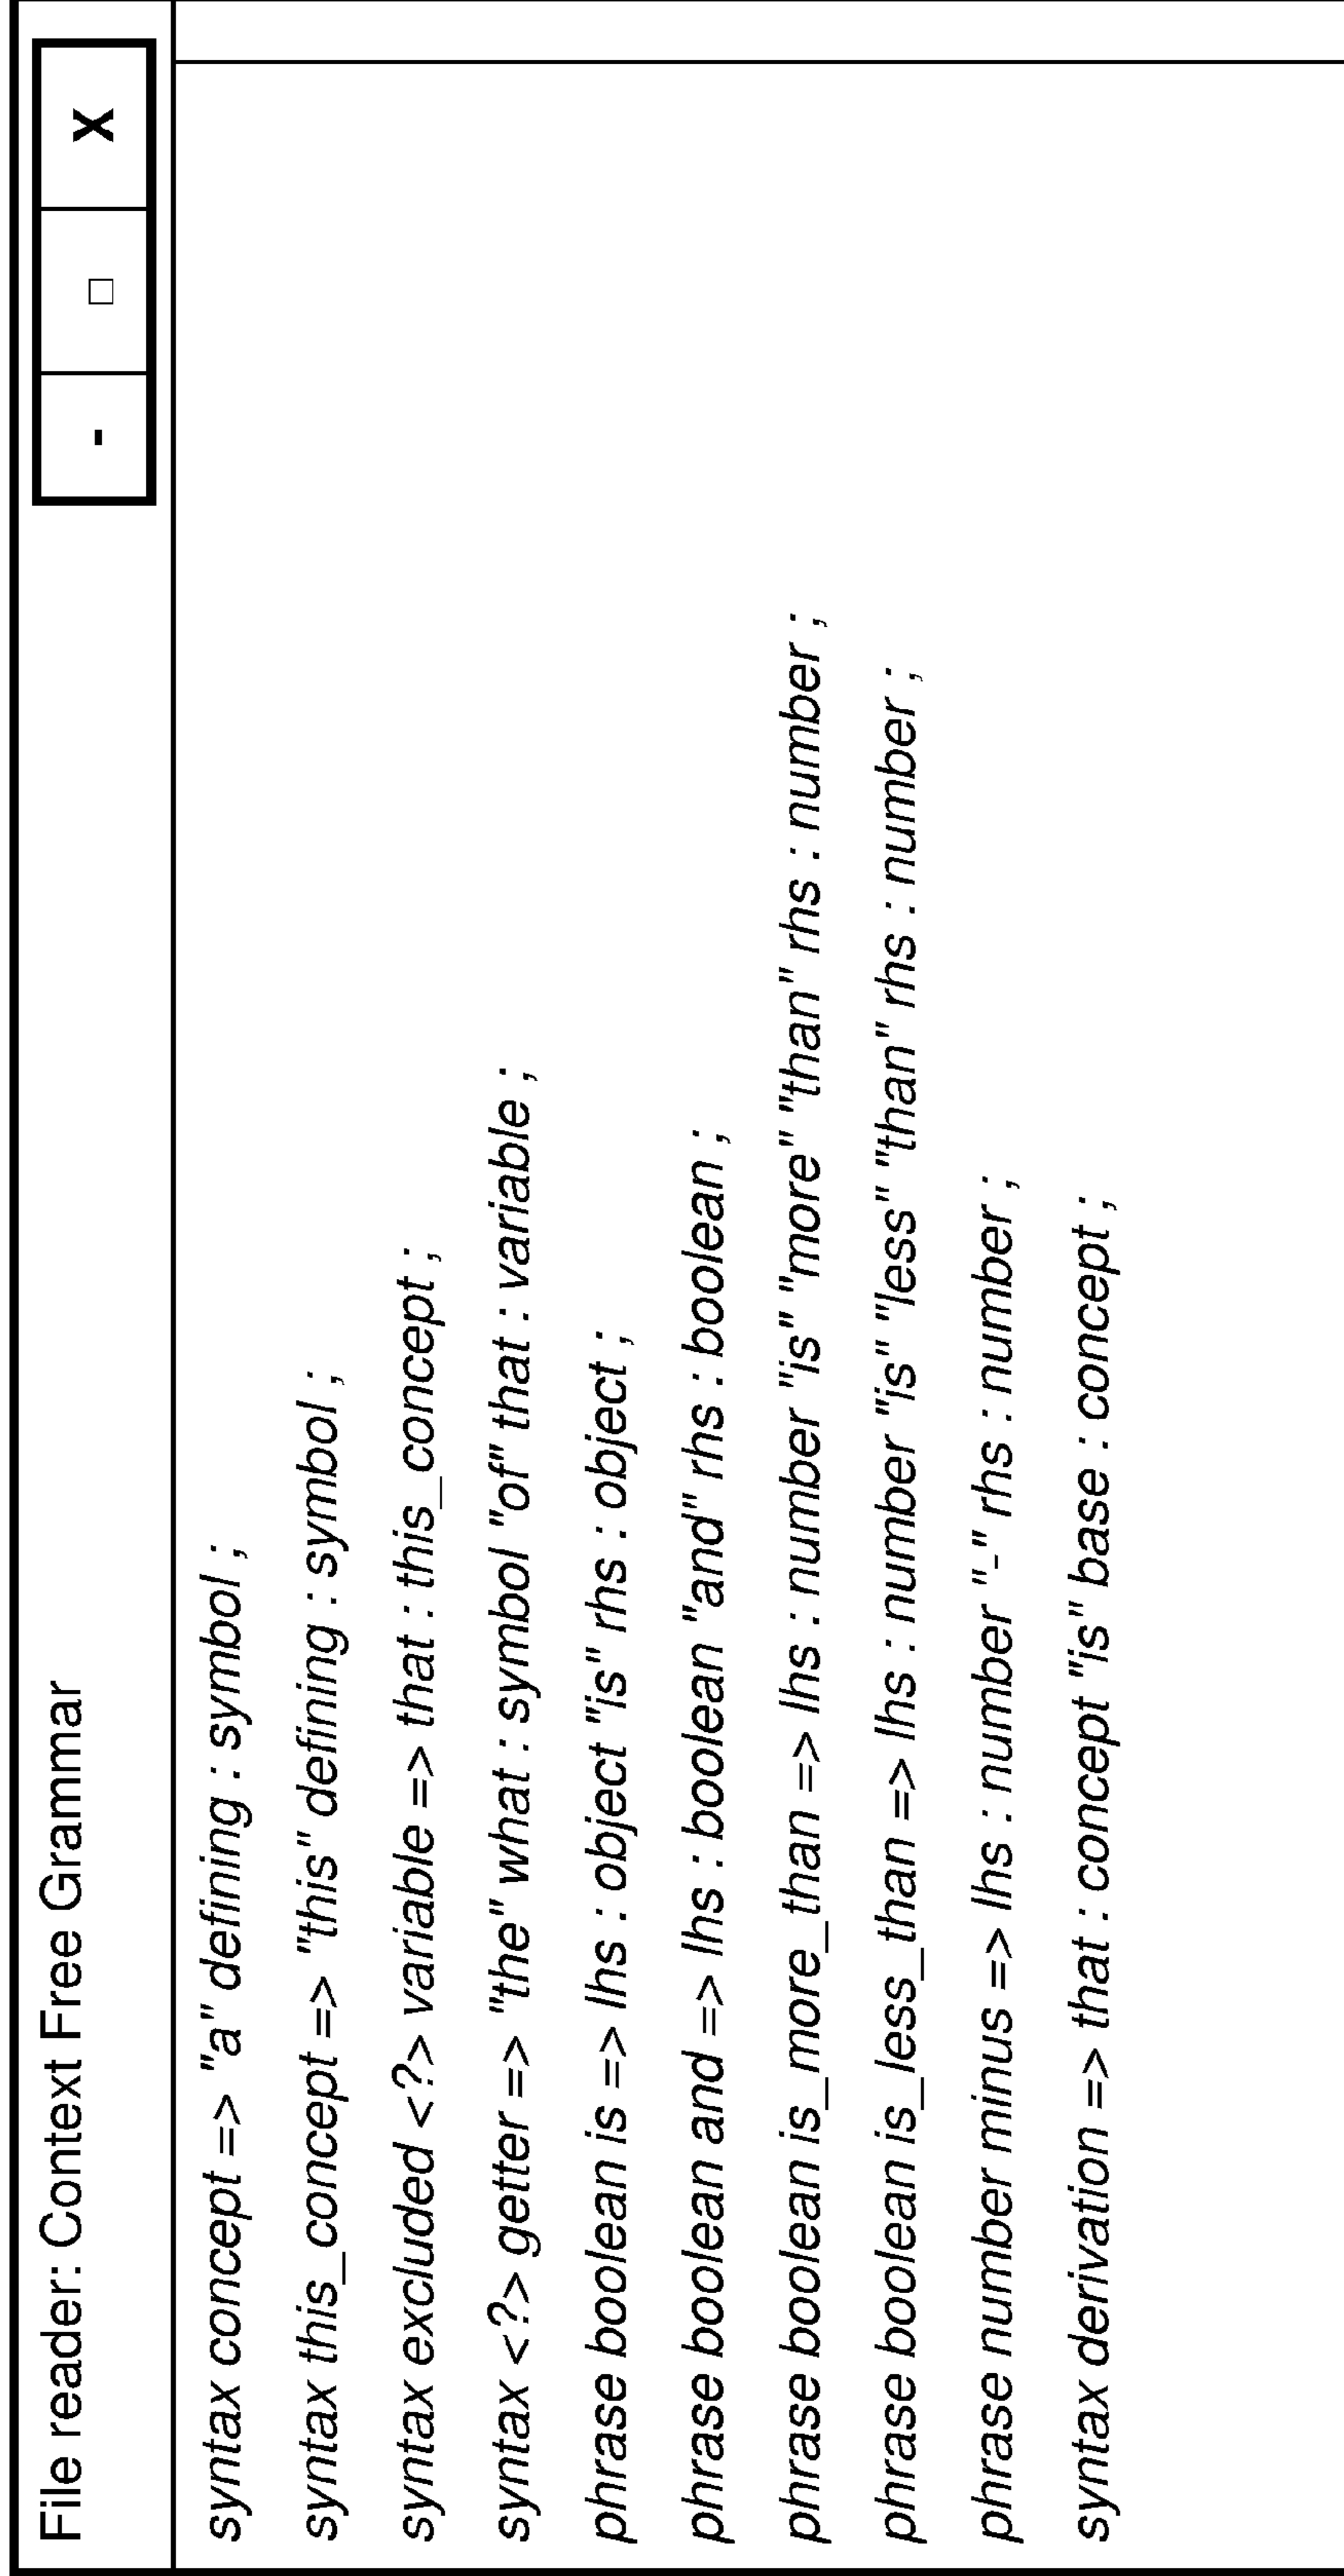 File reader: Context Free Grammar - □ X
syntax concept => "a" defining : symbol ;
syntax this_concept => "this" defining : symbol ;
syntax excluded <?> variable => that : this_concept ;
syntax <?> getter => "the" what : symbol "of" that : variable ;
phrase boolean is => lhs : object "is" rhs : object ;
phrase boolean and => lhs : boolean "and" rhs : boolean ;
phrase boolean is_more_than => lhs : number "is" "more" "than" rhs : number ;
phrase boolean is_less_than => lhs : number "is" "less" "than" rhs : number ;
phrase number minus => lhs : number "-" rhs : number ;
syntax derivation => that : concept "is" base : concept ;